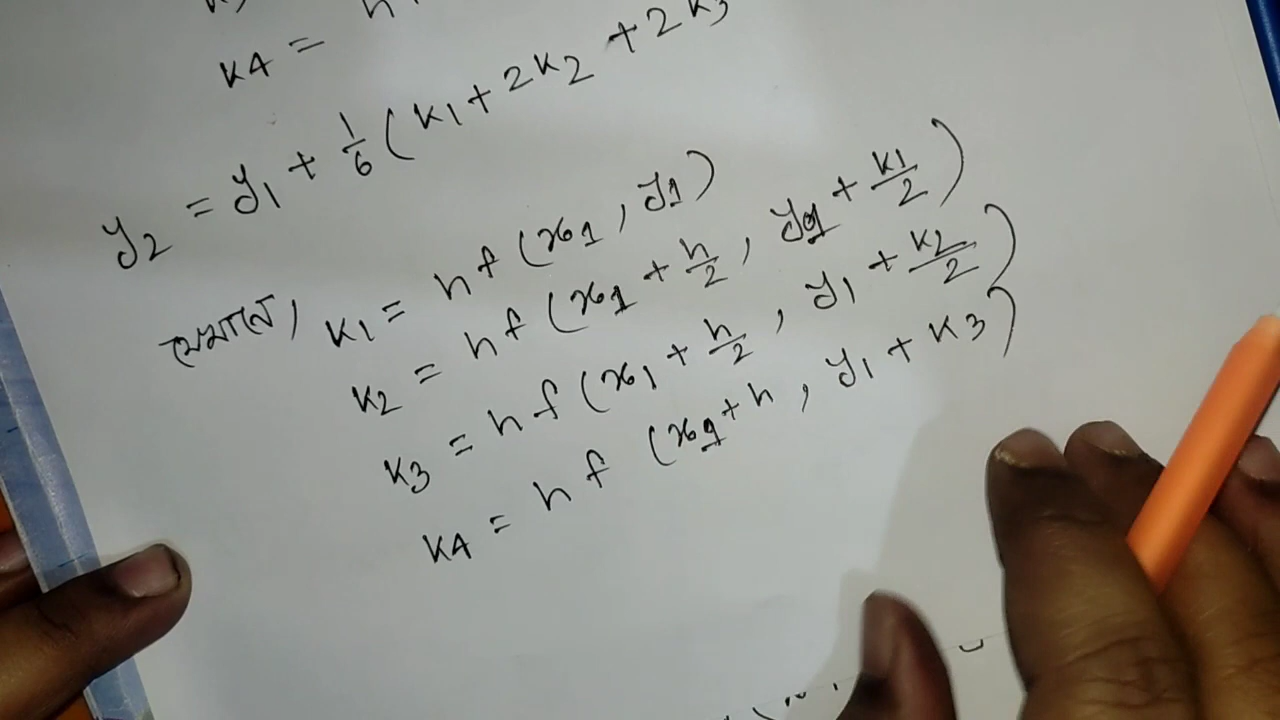 k4 = h
y2 = y1 + 1/6 (k1 + 2k2 + 2k3
যেখানে, k1 = hf(x1, y1)
k2 = hf(x1 + h/2, y1 + k1/2)
k3 = hf(x1 + h/2, y1 + k2/2)
k4 = hf(x1 + h, y1 + k3)